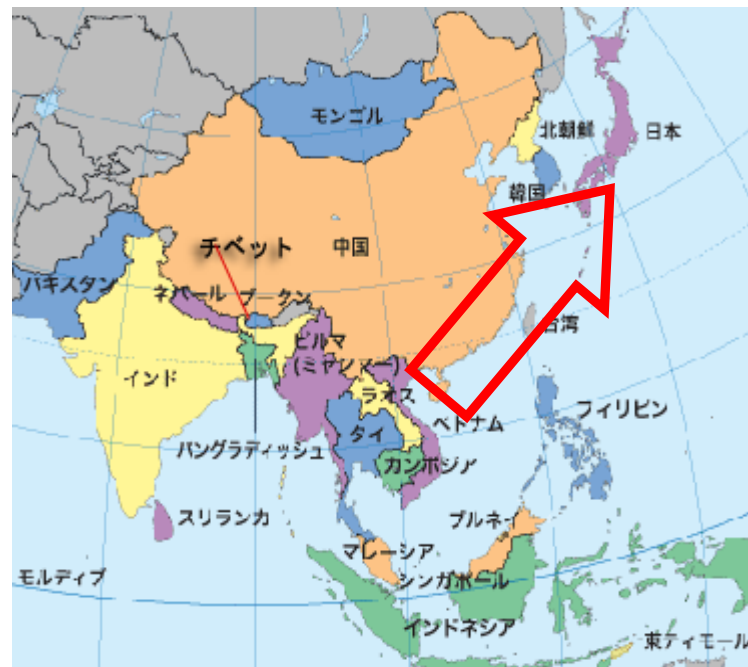 モンゴル
北朝鮮
日本
韓国
チベット
中国
パキスタン
ネパール
ブータン
台湾
ビルマ
(ミャンマー)
インド
ラオス
フィリピン
ベトナム
タイ
バングラディッシュ
カンボジア
スリランカ
ブルネイ
マレーシア
モルディブ
シンガポール
インドネシア
東ティモール